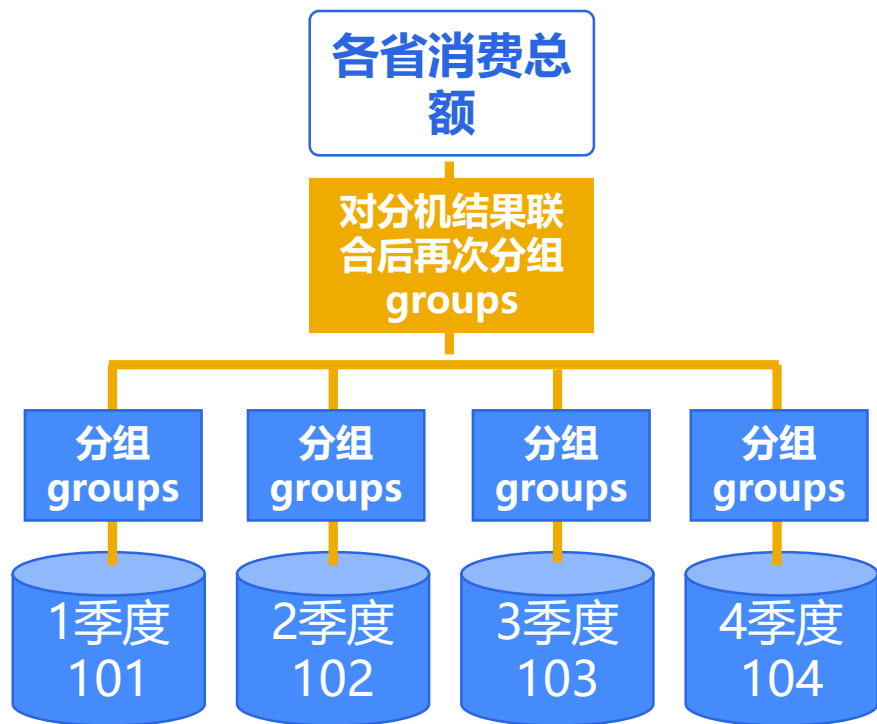 各省消费总
额
对分机结果联
合后再次分组
groups
分组
groups
分组
groups
分组
groups
分组
groups
1季度
101
2季度
102
3季度
103
4季度
104